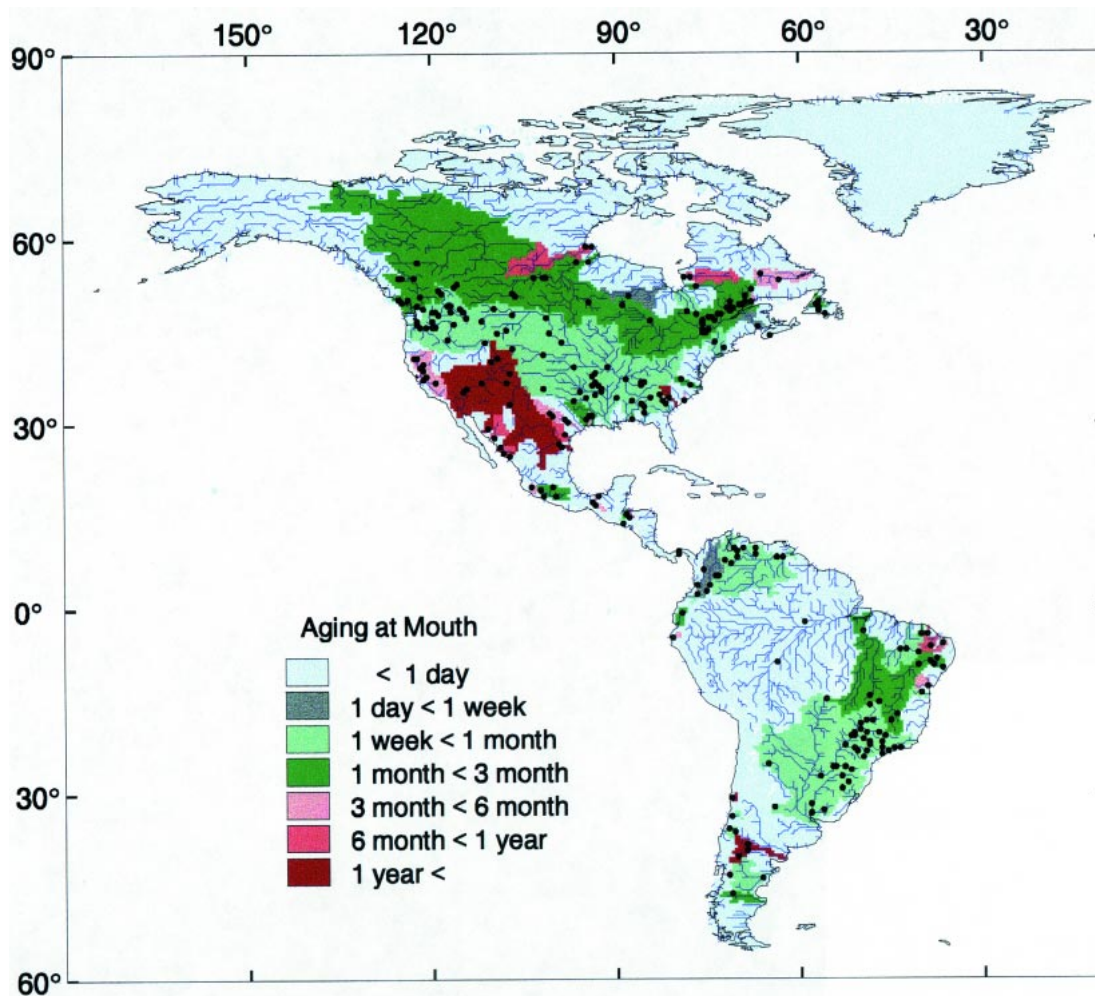 150° 120° 90° 60° 30°
90°
60°
30°
0°
30°
60°
Aging at Mouth
< 1 day
1 day < 1 week
1 week < 1 month
1 month < 3 month
3 month < 6 month
6 month < 1 year
1 year <